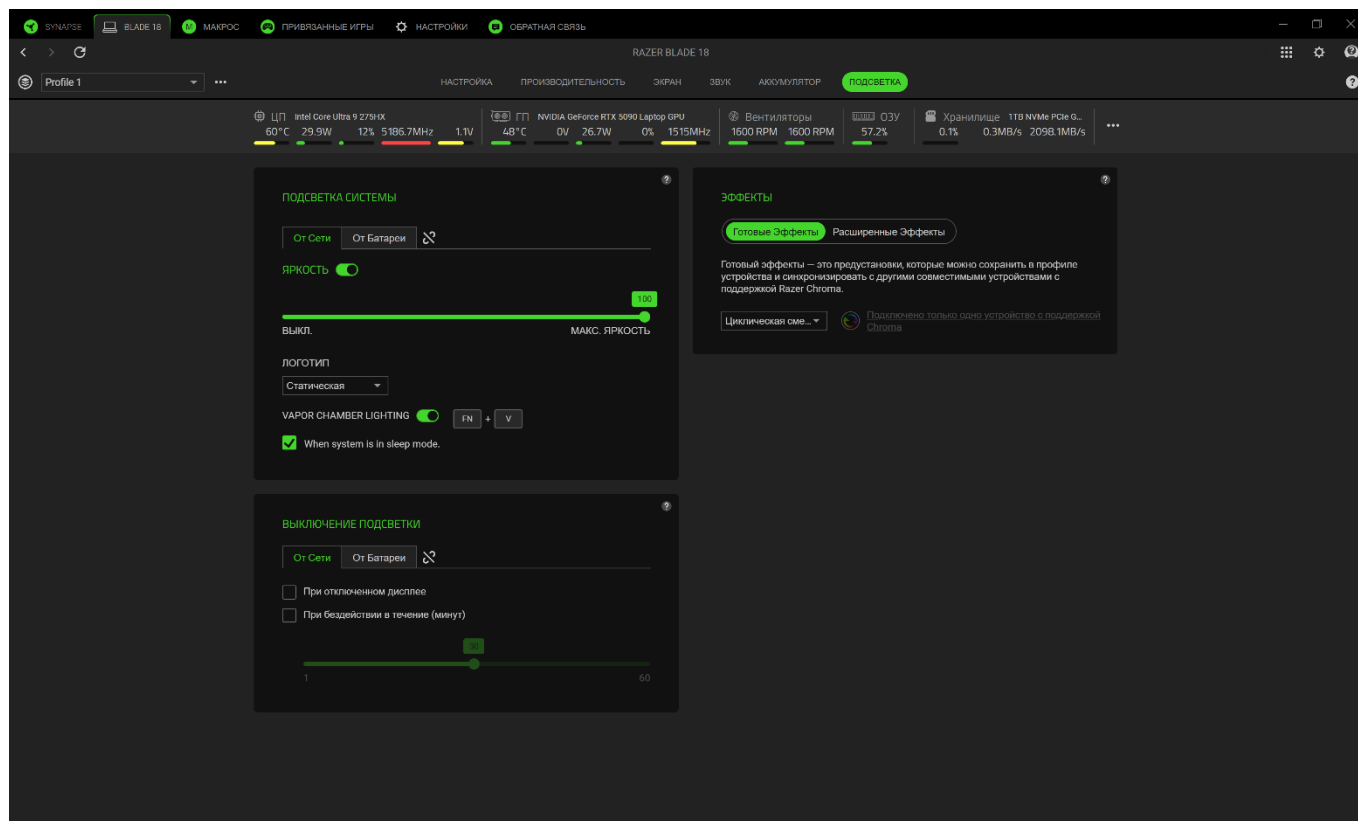 SYNAPSE BLADE 18 M МАКРОС ПРИВЯЗАННЫЕ ИГРЫ НАСТРОЙКИ ОБРАТНАЯ СВЯЗЬ
RAZER BLADE 18
Profile 1 НАСТРОЙКА ПРОИЗВОДИТЕЛЬНОСТЬ ЭКРАН ЗВУК АККУМУЛЯТОР ПОДСВЕТКА ?
ЦП Intel Core Ultra 9 275HX ГП NVIDIA GeForce RTX 5090 Laptop GPU Вентиляторы ОЗУ Хранилище 1TB NVMe PCIe G...
60°C 29.9W 12% 5186.7MHz 1.1V 48°C 0V 26.7W 0% 1515MHz 1600 RPM 1600 RPM 57.2% 0.1% 0.3MB/s 2098.1MB/s
ПОДСВЕТКА СИСТЕМЫ
От Сети От Батареи
ЯРКОСТЬ
100
ВЫКЛ. МАКС. ЯРКОСТЬ
ЛОГОТИП
Статическая
VAPOR CHAMBER LIGHTING FN + V
When system is in sleep mode.
ЭФФЕКТЫ
Готовые Эффекты Расширенные Эффекты
Готовый эффекты — это предустановки, которые можно сохранить в профиле
устройства и синхронизировать с другими совместимыми устройствами с
поддержкой Razer Chroma.
Циклическая сме... Подключено только одно устройство с поддержкой
Chroma
ВЫКЛЮЧЕНИЕ ПОДСВЕТКИ
От Сети От Батареи
При отключенном дисплее
При бездействии в течение (минут)
30
1 60